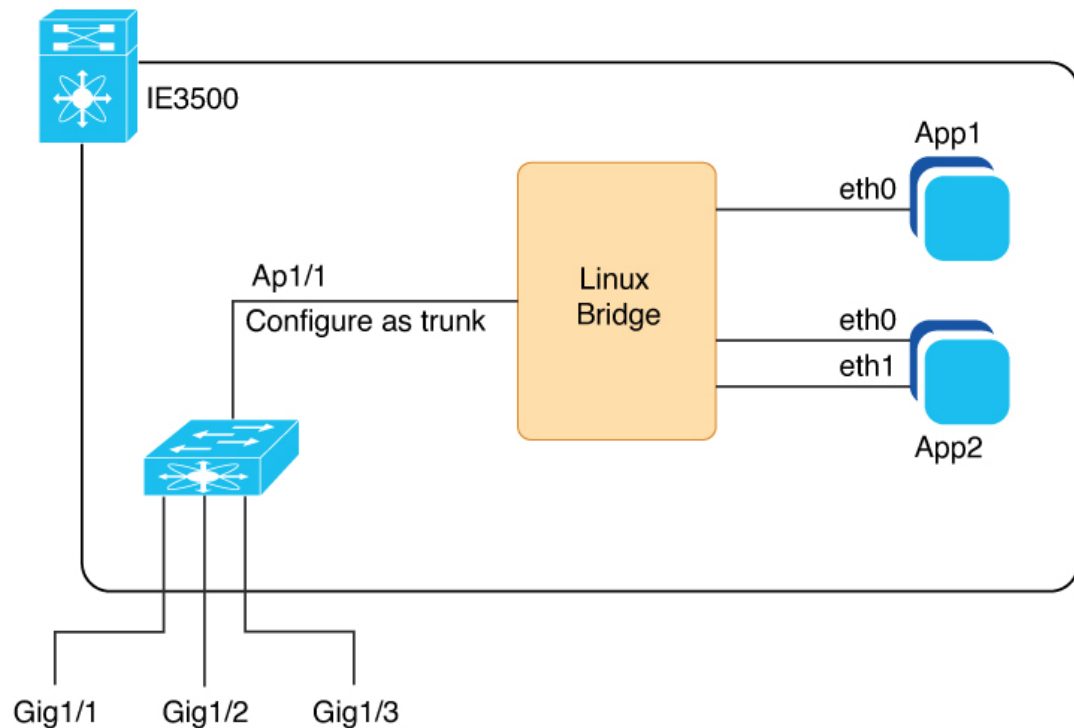 IE3500
App1
eth0
Ap1/1
Configure as trunk
Linux
Bridge
eth0
eth1
App2
Gig1/1
Gig1/2
Gig1/3